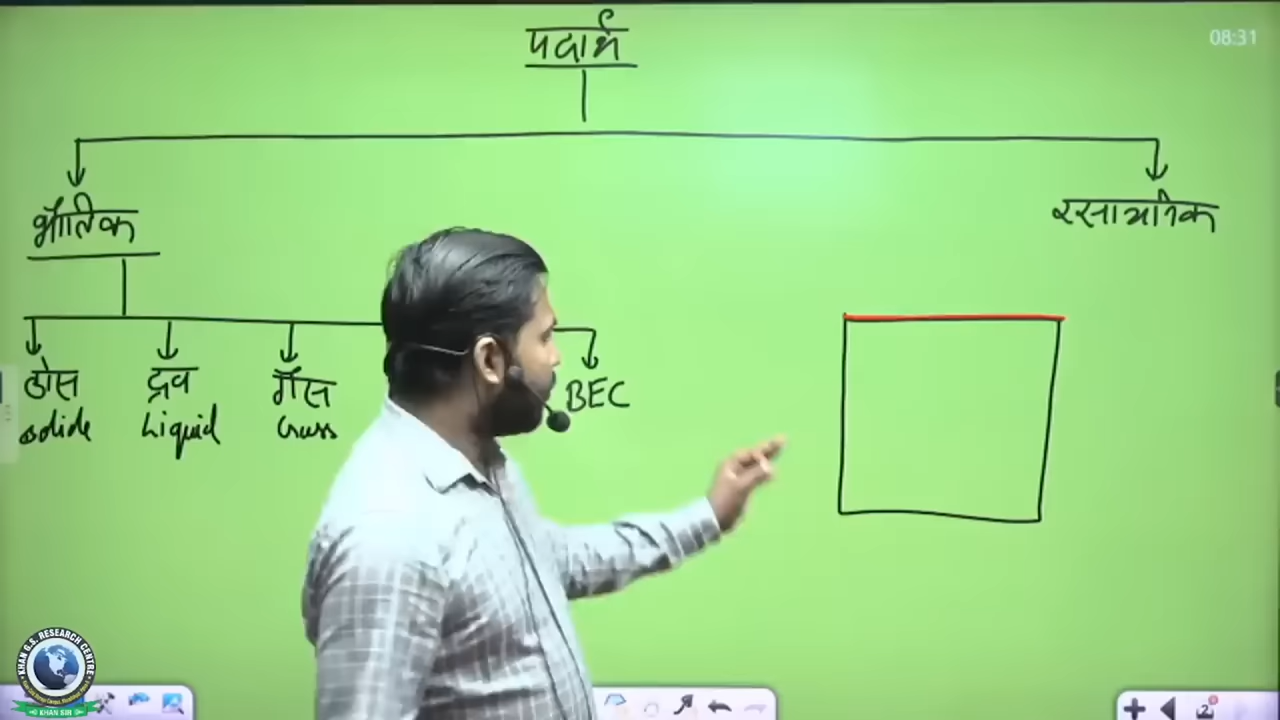 08:31
पदार्थ
भौतिक
रसायनिक
ठोस
द्रव
गैस
BEC
solide
Liquid
Gass
KHAN G.S. RESEARCH CENTRE
KHAN SIR